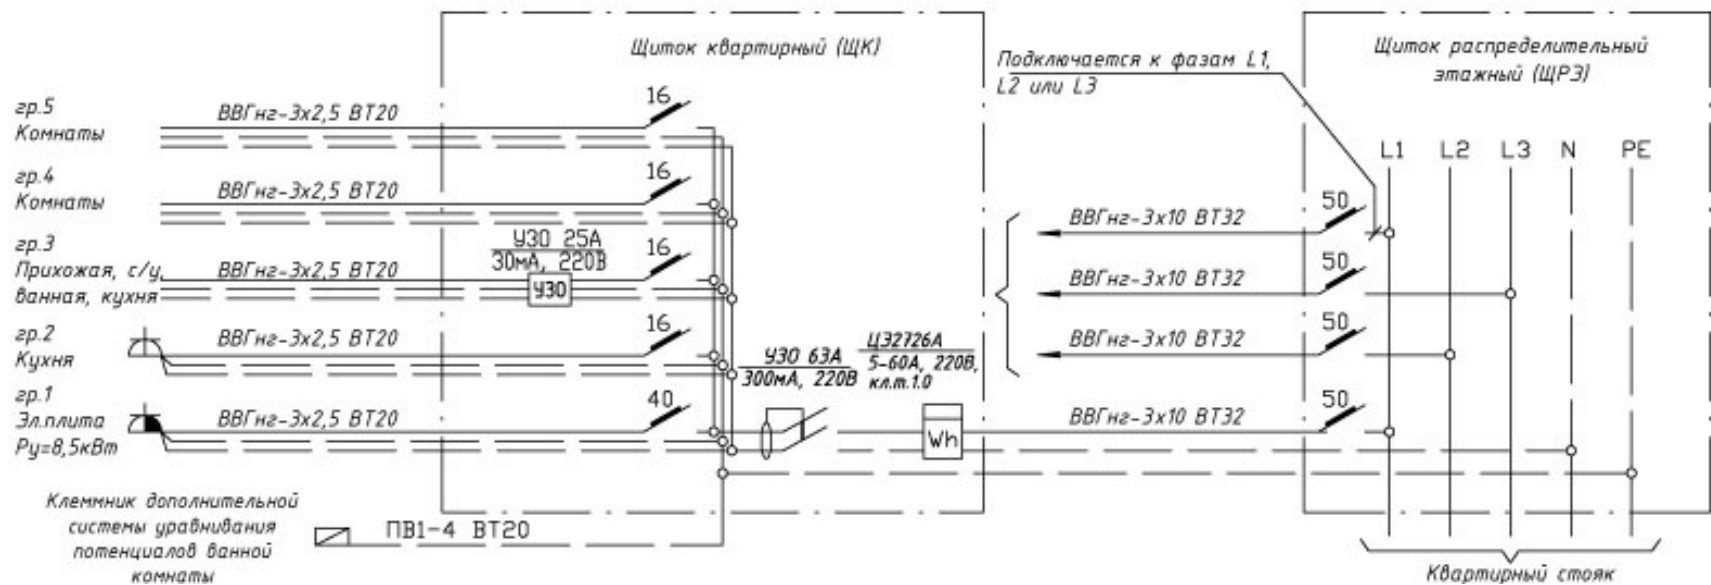 Щиток квартирный (ЩК)
Подключается к фазам L1,
L2 или L3
Щиток распределительный
этажный (ЩРЭ)
гр.5
Комнаты
ВВГнг-3х2,5 ВТ20
16
гр.4
Комнаты
ВВГнг-3х2,5 ВТ20
16
гр.3
Прихожая, с/у,
ванная, кухня
ВВГнг-3х2,5 ВТ20
УЗО 25А
30мА, 220В
УЗО
16
гр.2
Кухня
ВВГнг-3х2,5 ВТ20
16
гр.1
Эл.плита
Ру=8,5кВт
ВВГнг-3х2,5 ВТ20
40
УЗО 63А
300мА, 220В
ЦЭ2726А
5-60А, 220В,
кл.т.1.0
Wh
L1 L2 L3 N PE
ВВГнг-3х10 ВТ32
50
ВВГнг-3х10 ВТ32
50
ВВГнг-3х10 ВТ32
50
ВВГнг-3х10 ВТ32
50
Клеммник дополнительной
системы уравнивания
потенциалов ванной
комнаты
ПВ1-4 ВТ20
Квартирный стояк